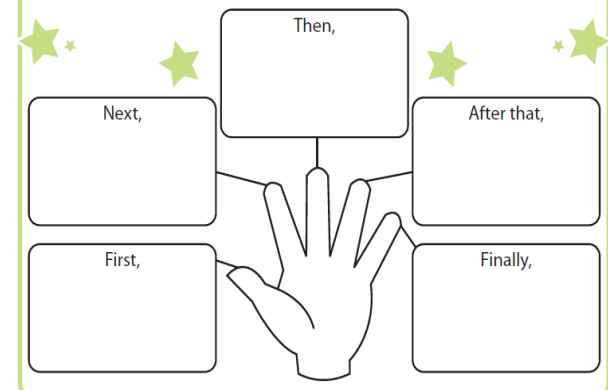 Then,
Next,
After that,
First,
Finally,